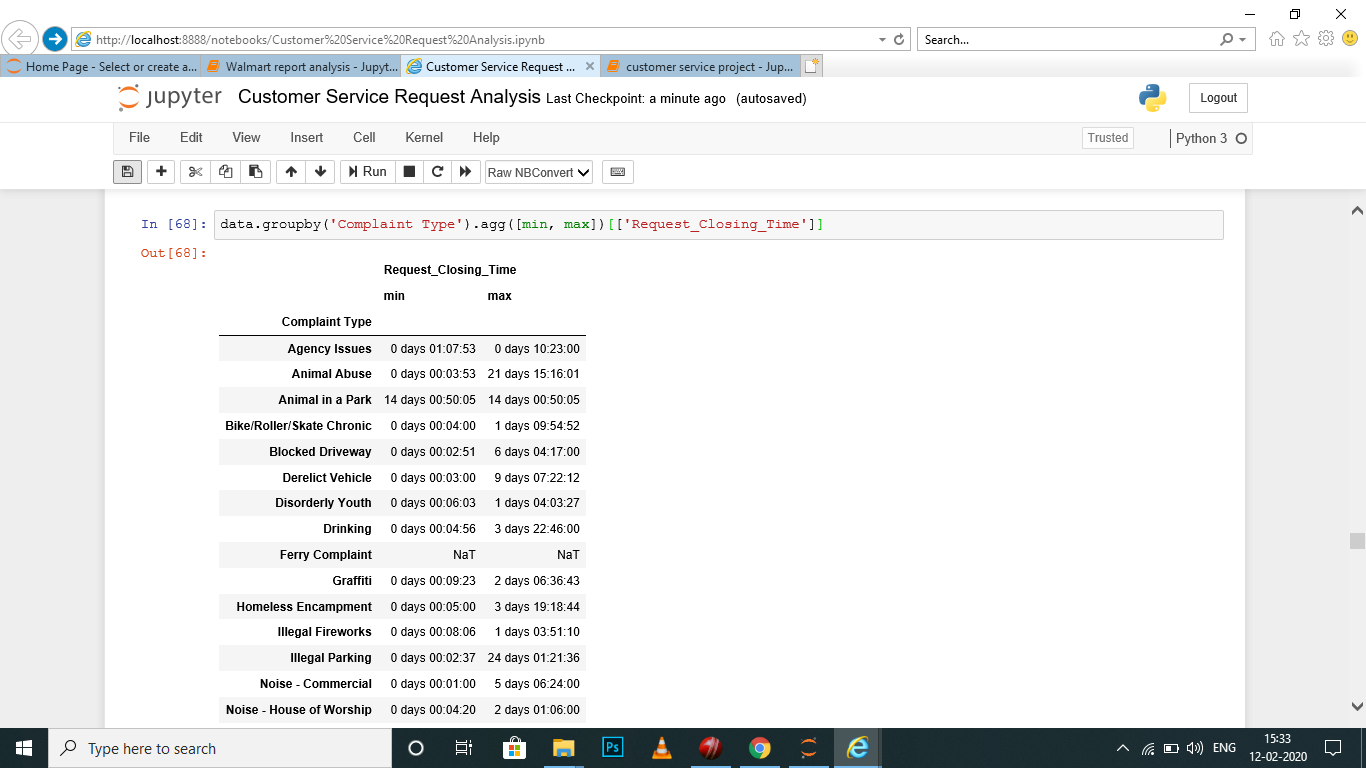 http://localhost:8888/notebooks/Customer%20Service%20Request%20Analysis.ipynb
Search...
Home Page - Select or create a...
Walmart report analysis - Jupyt...
Customer Service Request ...
customer service project - Jup...
jupyter Customer Service Request Analysis Last Checkpoint: a minute ago (autosaved)
Logout
File Edit View Insert Cell Kernel Help
Trusted
Python 3
Run
Raw NBConvert
In [68]: data.groupby('Complaint Type').agg([min, max])[['Request_Closing_Time']]
Out[68]:
Request_Closing_Time
min max
Complaint Type
Agency Issues 0 days 01:07:53 0 days 10:23:00
Animal Abuse 0 days 00:03:53 21 days 15:16:01
Animal in a Park 14 days 00:50:05 14 days 00:50:05
Bike/Roller/Skate Chronic 0 days 00:04:00 1 days 09:54:52
Blocked Driveway 0 days 00:02:51 6 days 04:17:00
Derelict Vehicle 0 days 00:03:00 9 days 07:22:12
Disorderly Youth 0 days 00:06:03 1 days 04:03:27
Drinking 0 days 00:04:56 3 days 22:46:00
Ferry Complaint NaT NaT
Graffiti 0 days 00:09:23 2 days 06:36:43
Homeless Encampment 0 days 00:05:00 3 days 19:18:44
Illegal Fireworks 0 days 00:08:06 1 days 03:51:10
Illegal Parking 0 days 00:02:37 24 days 01:21:36
Noise - Commercial 0 days 00:01:00 5 days 06:24:00
Noise - House of Worship 0 days 00:04:20 2 days 01:06:00
Type here to search
Ps
ENG
15:33
12-02-2020